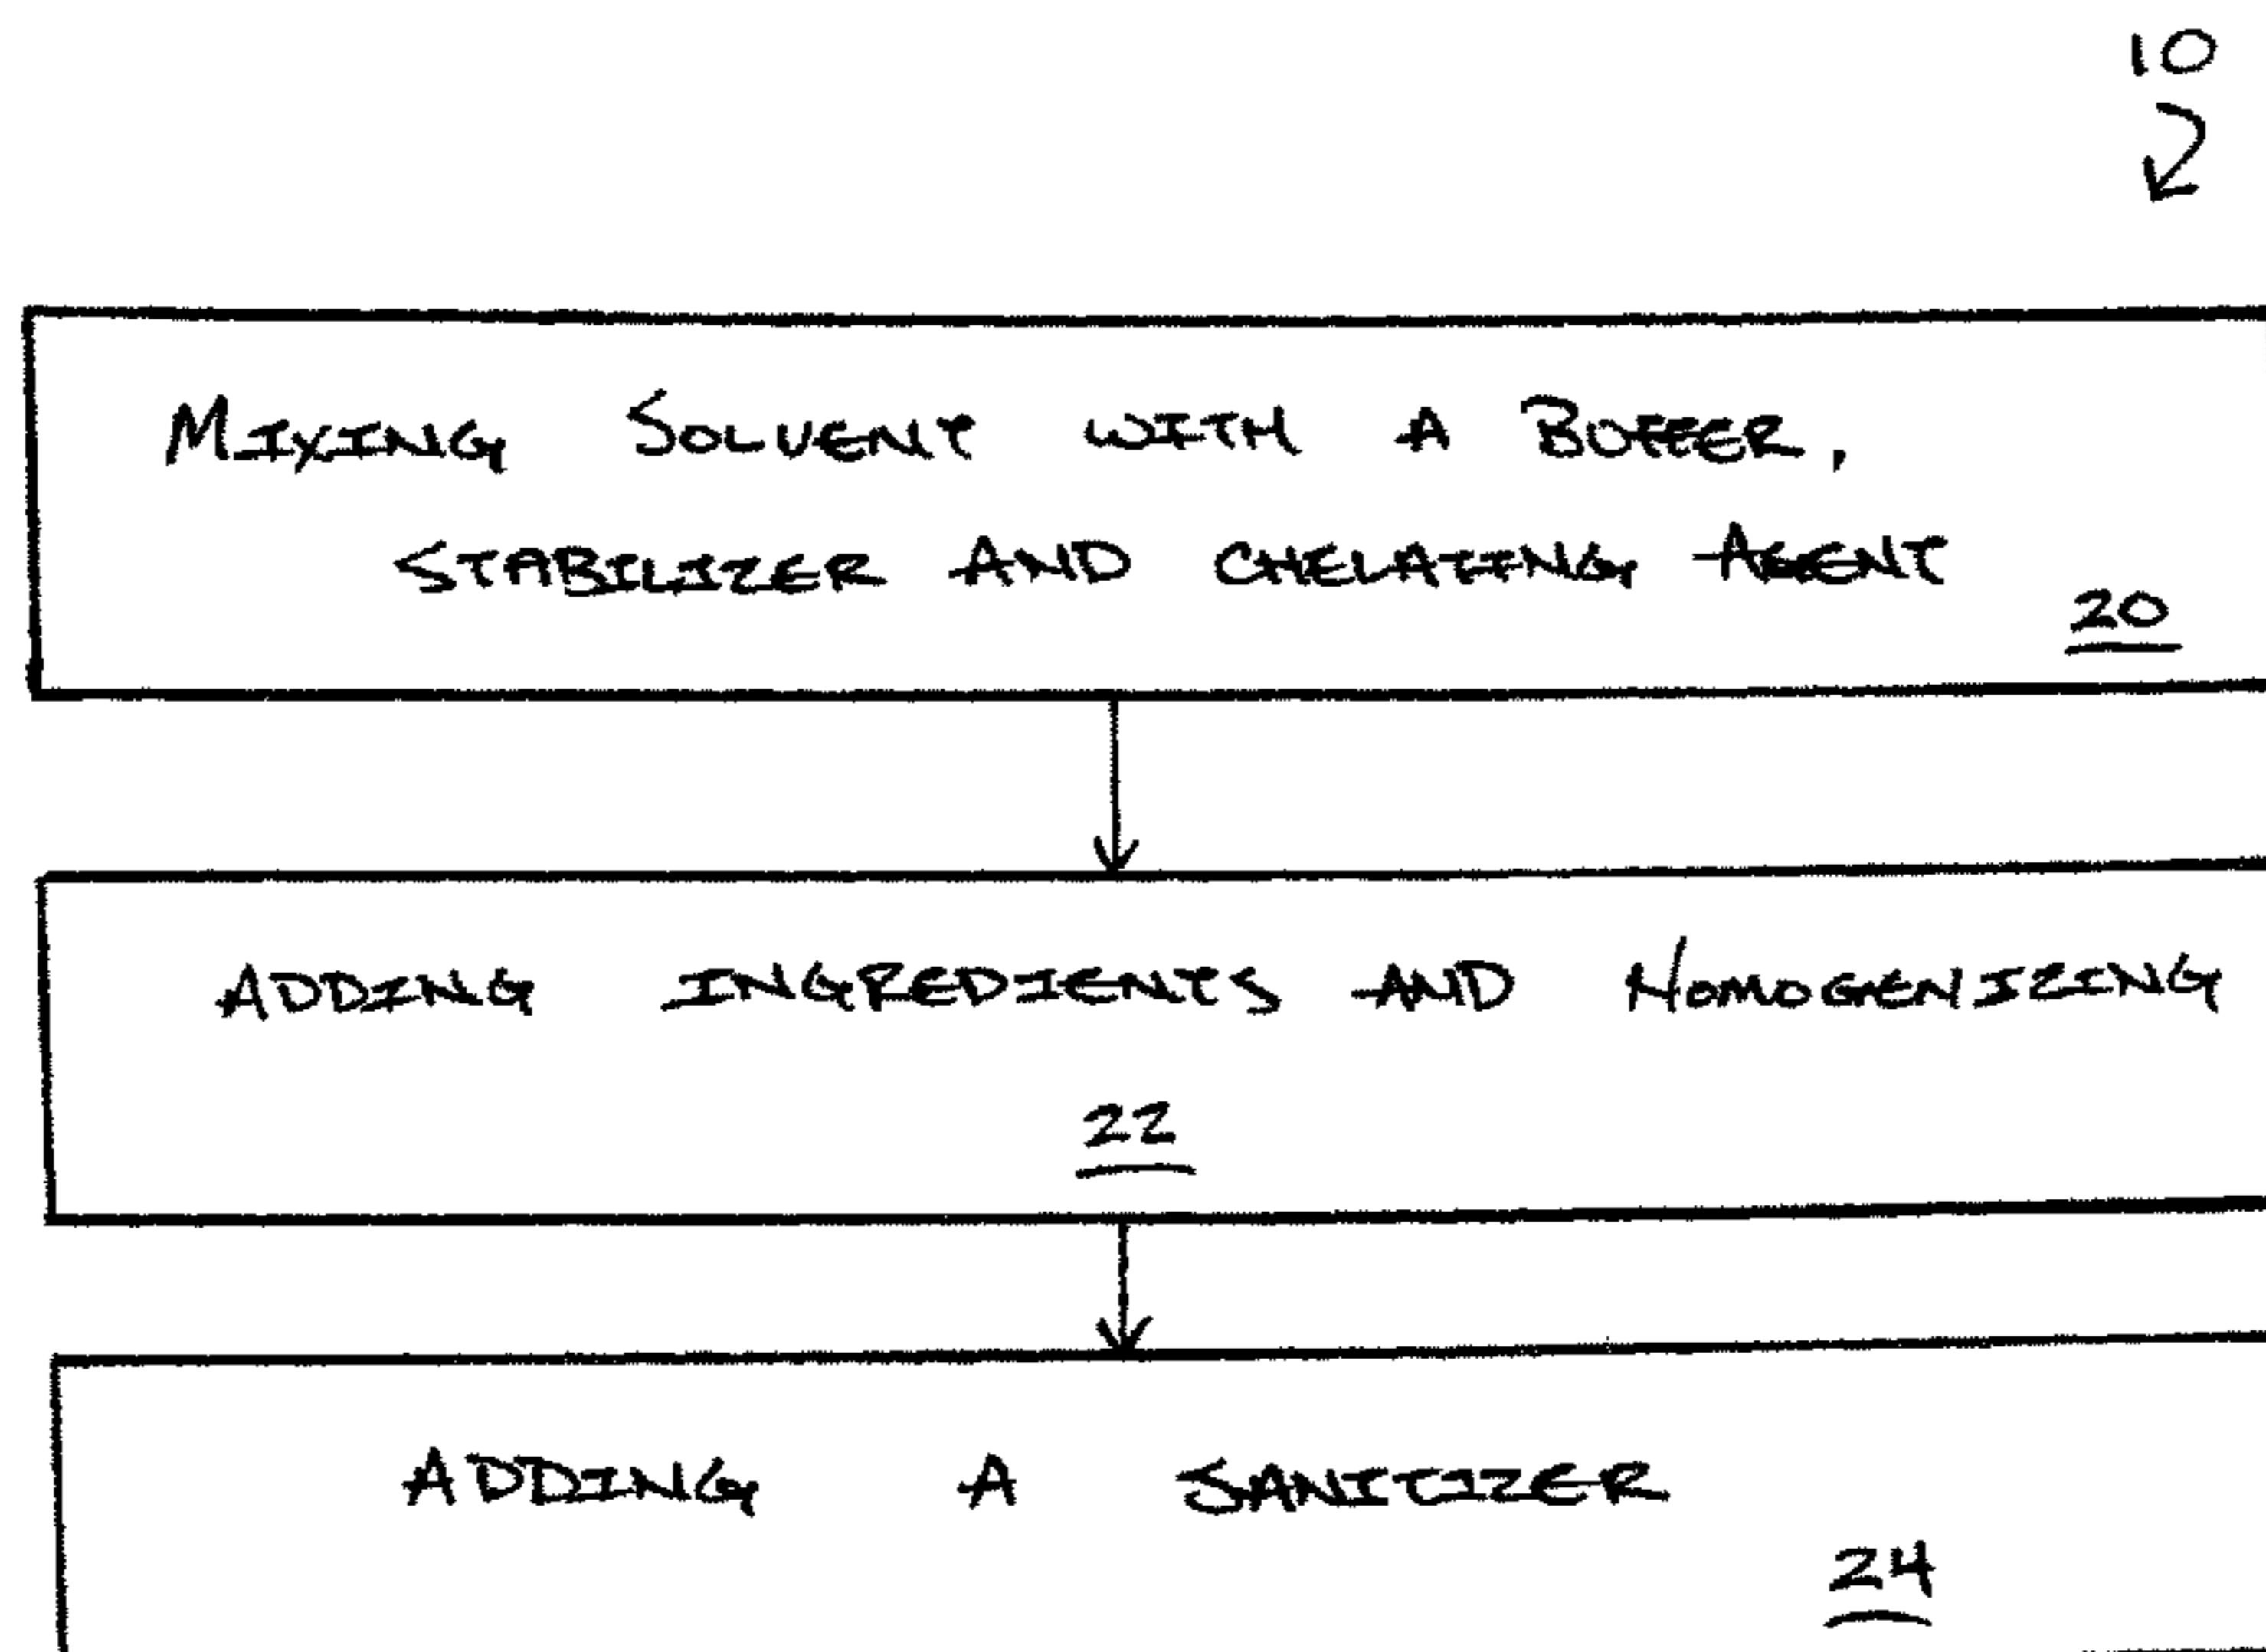 10
MIXING SOLVENT WITH A BUFFER,
STABILIZER AND CHELATING AGENT
20
ADDING INGREDIENTS AND HOMOGENIZING
22
ADDING A SANITIZER
24